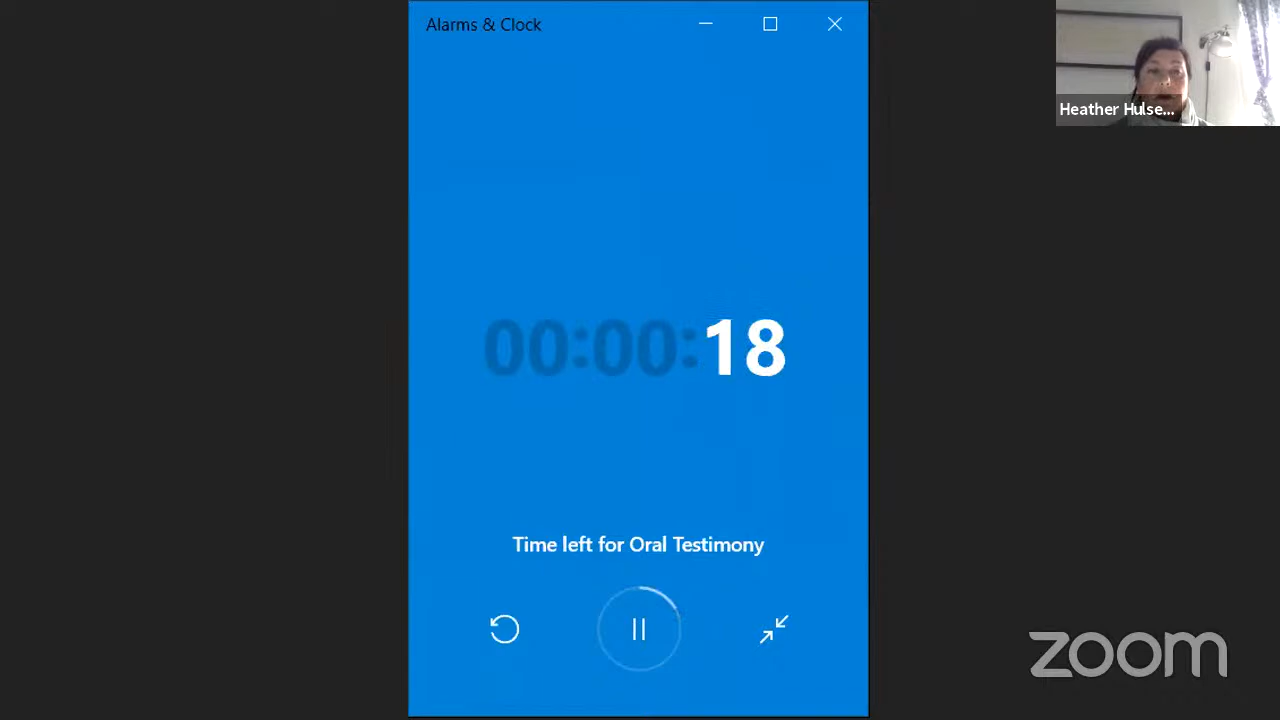 Alarms & Clock
Heather Hulse...
00:00:18
Time left for Oral Testimony
zoom